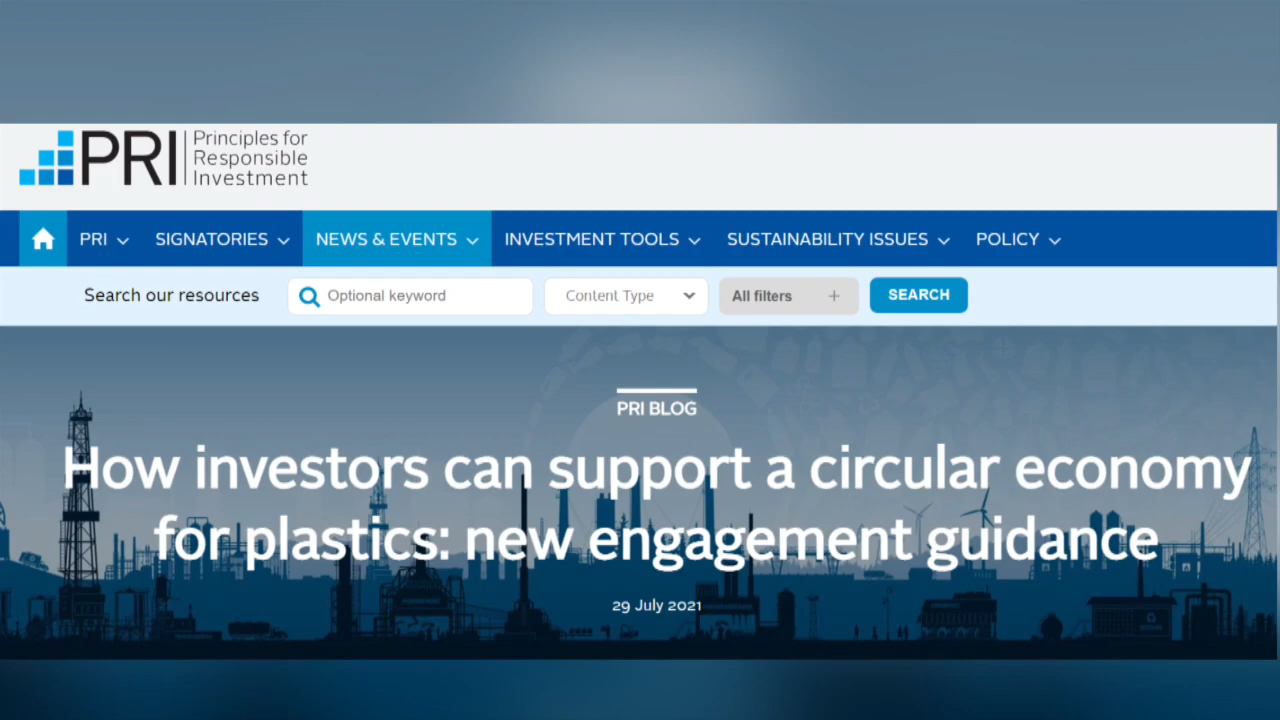 PRI
Principles for
Responsible
Investment
PRI SIGNATORIES NEWS & EVENTS INVESTMENT TOOLS SUSTAINABILITY ISSUES POLICY
Search our resources Optional keyword Content Type All filters + SEARCH
PRI BLOG
How investors can support a circular economy
for plastics: new engagement guidance
29 July 2021